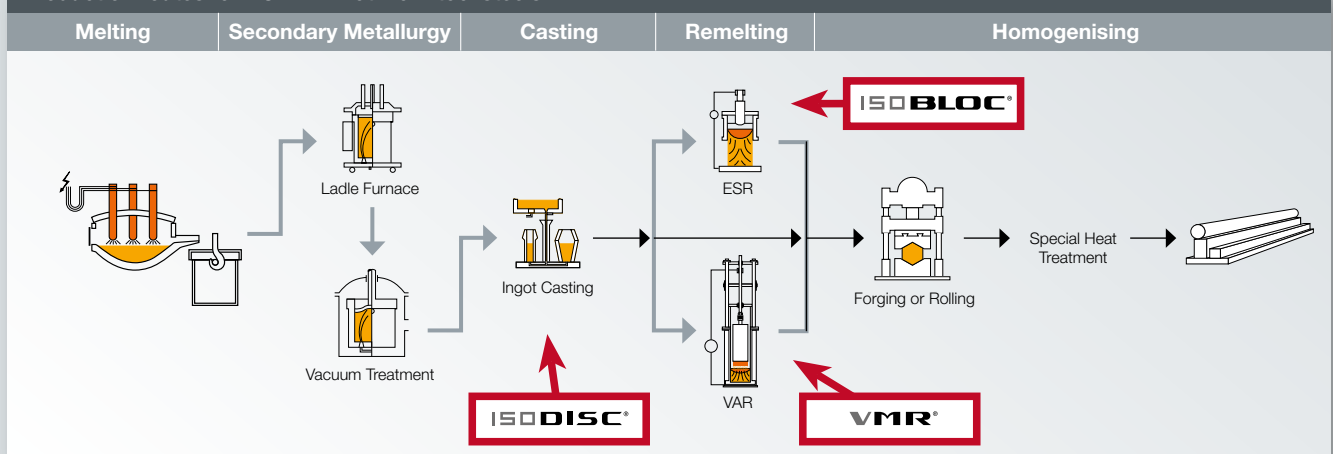 Melting
Secondary Metallurgy
Casting
Remelting
Homogenising
ISOBLOC®
Ladle Furnace
ESR
Special Heat
Treatment
Ingot Casting
Forging or Rolling
Vacuum Treatment
VAR
ISODISC®
VMR®